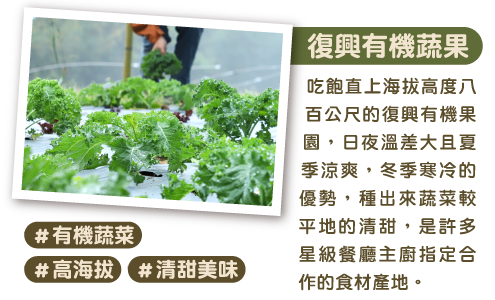 復興有機蔬果
吃飽直上海拔高度八
百公尺的復興有機果
園，日夜溫差大且夏
季涼爽，冬季寒冷的
優勢，種出來蔬菜較
平地的清甜，是許多
星級餐廳主廚指定合
作的食材產地。
#有機蔬菜
#高海拔 #清甜美味